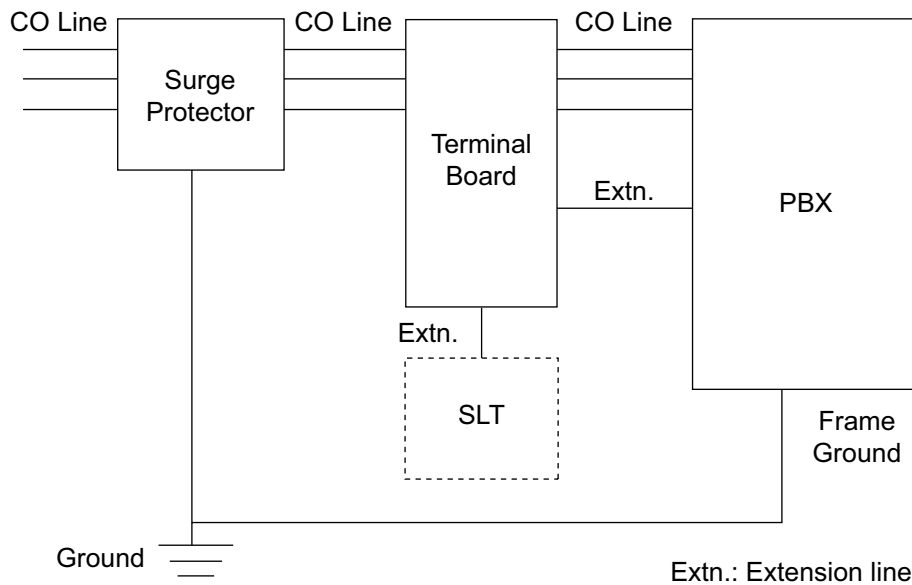 CO Line
CO Line
CO Line
Surge
Protector
Terminal
Board
Extn.
PBX
Extn.
SLT
Frame
Ground
Ground
Extn.: Extension line